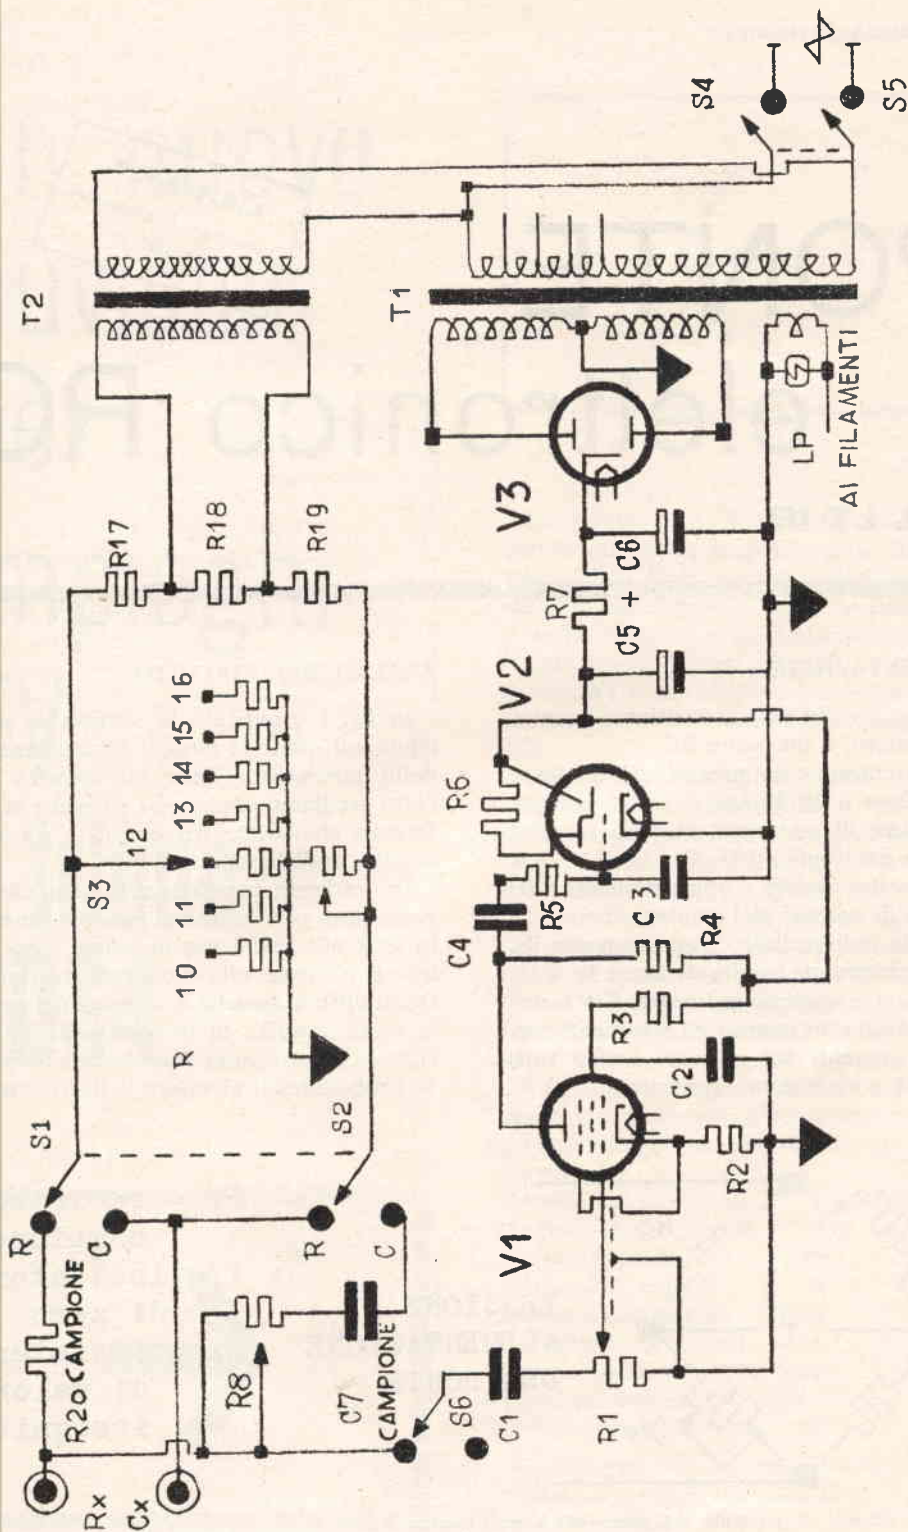 Rx
Cx
R20 CAMPIONE
R
C
S1
S2
R
C
R8
C7
CAMPIONE
S6
C1
R1
S3
R 10 11 12 13 14 15 16
R17
R18
R19
T2
V1
R2
C2
R3
R4
C4
R5
C3
R6
V2
R7
C5 + C6
V3
T1
LP
AI FILAMENTI
S4
S5